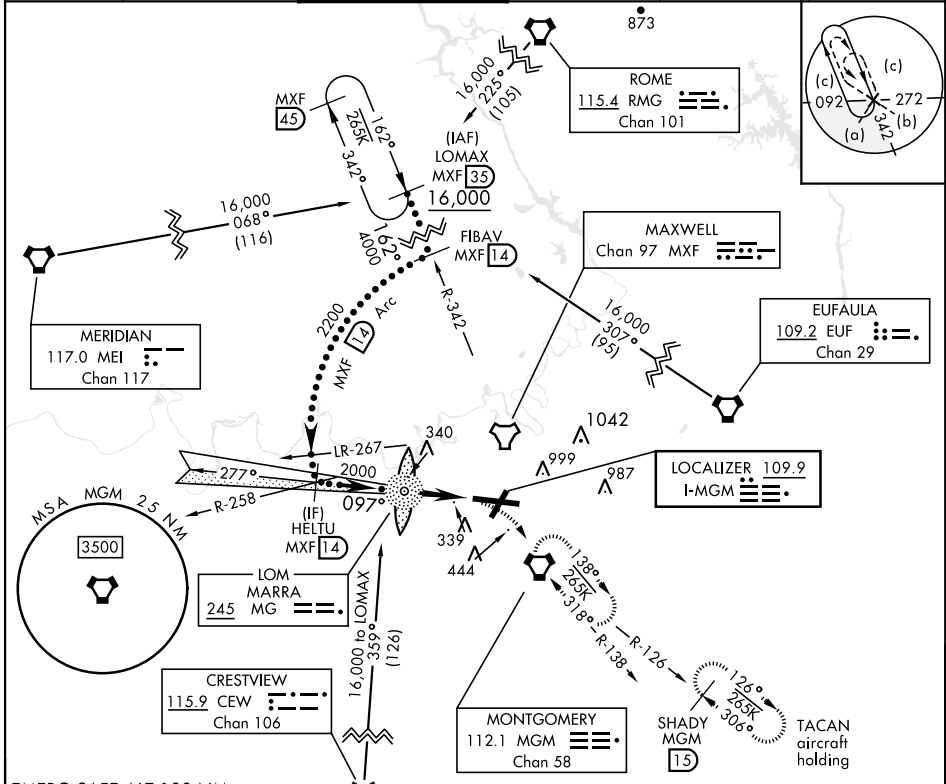 873
16,000
225°
(105)
ROME
115.4 RMG
Chan 101
(c)
(c)
092
272
(a)
(b)
342
MXF
45
265K
162°
342°
(IAF)
LOMAX
MXF 35
16,000
16,000
068°
(116)
162°
4000
FIBAV
MXF 14
MAXWELL
Chan 97 MXF
R-342
2200
MXF 14 Arc
16,000
307°
(95)
EUFAULA
109.2 EUF
Chan 29
MERIDIAN
117.0 MEI
Chan 117
340
1042
999
987
LR-267
277°
2000
R-258
097°
LOCALIZER 109.9
I-MGM
(IF)
HELTU
MXF 14
339
444
MSA MGM 25 NM
3500
LOM
MARRA
245 MG
138°
265K
318°
R-138
R-126
16,000 to LOMAX
359°
(126)
CRESTVIEW
115.9 CEW
Chan 106
MONTGOMERY
112.1 MGM
Chan 58
SHADY
MGM
15
126°
265K
306°
TACAN
aircraft
holding